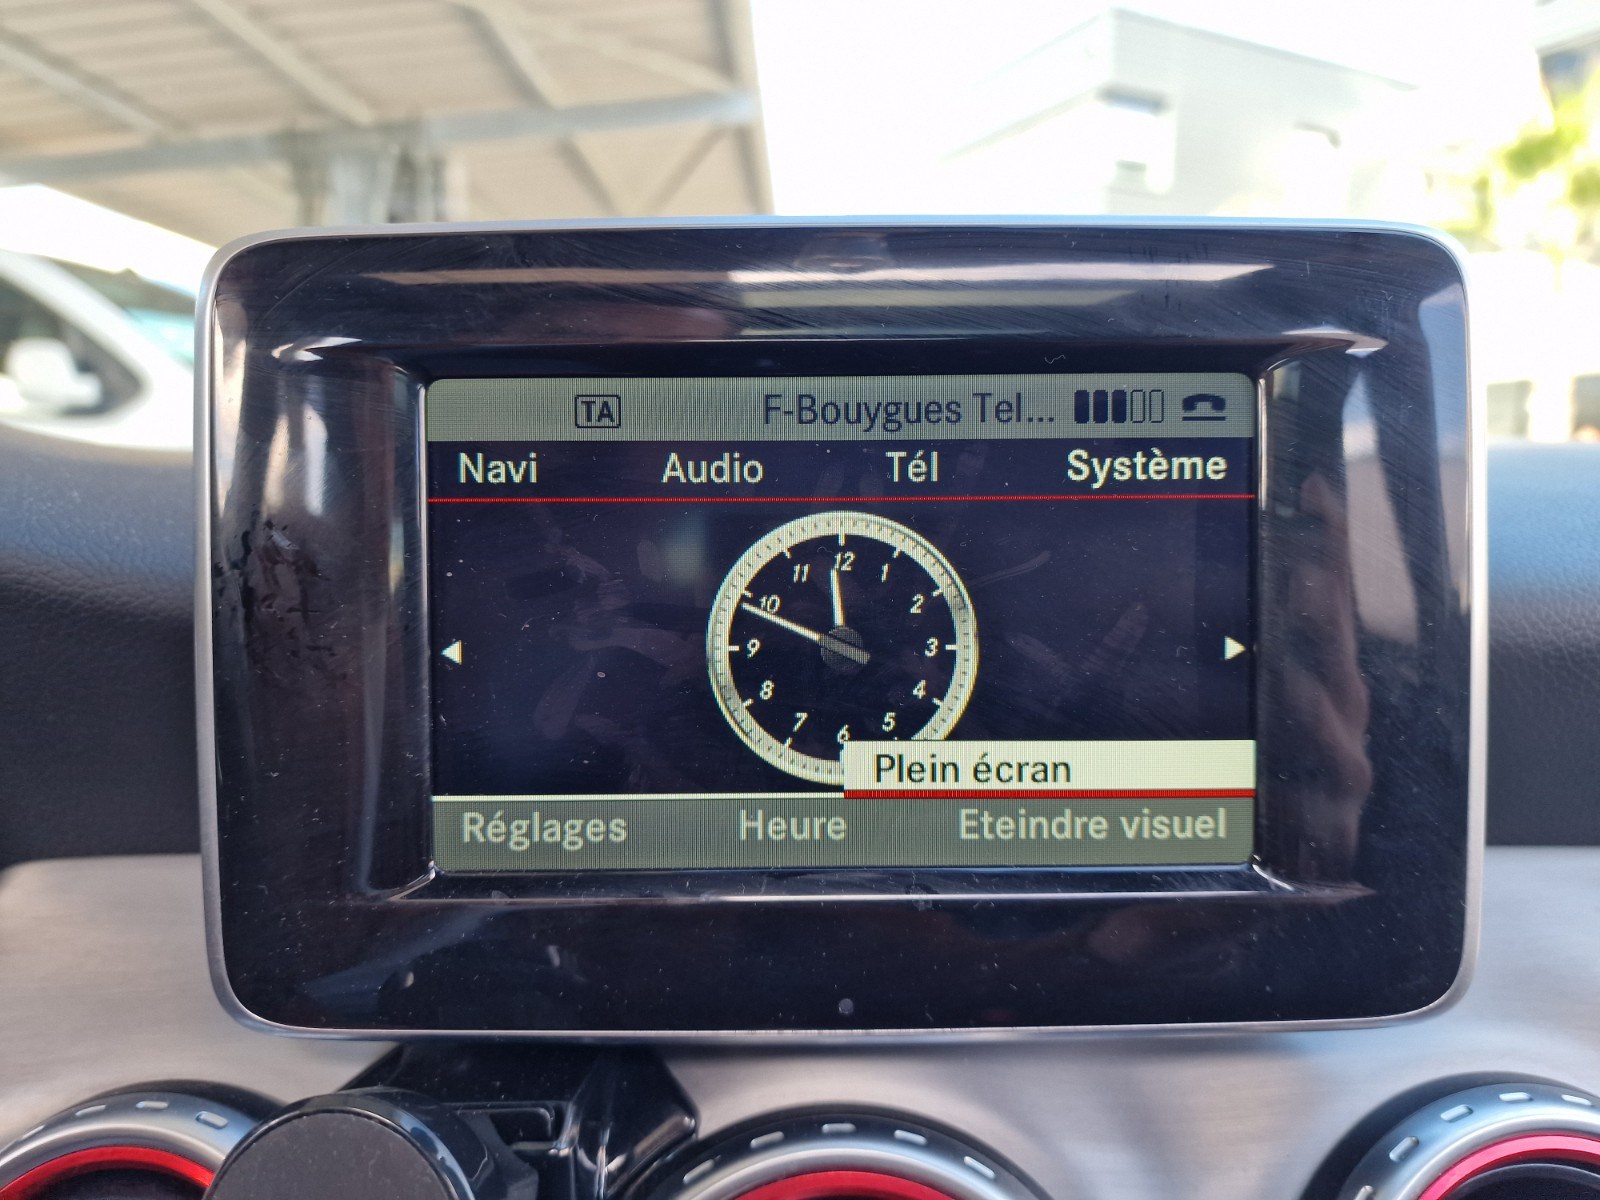 TA F-Bouygues Tel...
Navi Audio Tél Système
12
11 1
10 2
9 3
8 4
7 5
6
Plein écran
Réglages Heure Eteindre visuel